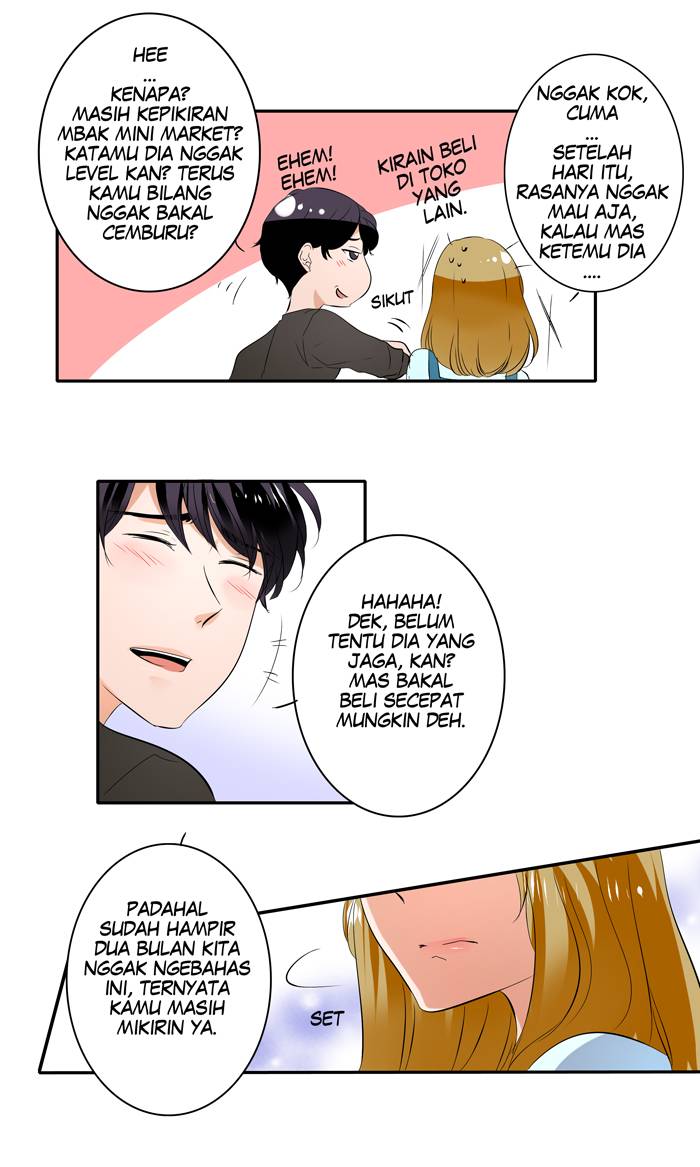 HEE
...
KENAPA?
MASIH KEPIKIRAN
MBAK MINI MARKET?
KATAMU DIA NGGAK
LEVEL KAN? TERUS
KAMU BILANG
NGGAK BAKAL
CEMBURU?
EHEM!
EHEM!
SIKUT
KIRAIN BELI
DI TOKO
YANG
LAIN.
NGGAK KOK,
CUMA
...
SETELAH
HARI ITU,
RASANYA NGGAK
MAU AJA,
KALAU MAS
KETEMU DIA
....
HAHAHA!
DEK, BELUM
TENTU DIA YANG
JAGA, KAN?
MAS BAKAL
BELI SECEPAT
MUNGKIN DEH.
PADAHAL
SUDAH HAMPIR
DUA BULAN KITA
NGGAK NGEBAHAS
INI, TERNYATA
KAMU MASIH
MIKIRIN YA.
SET